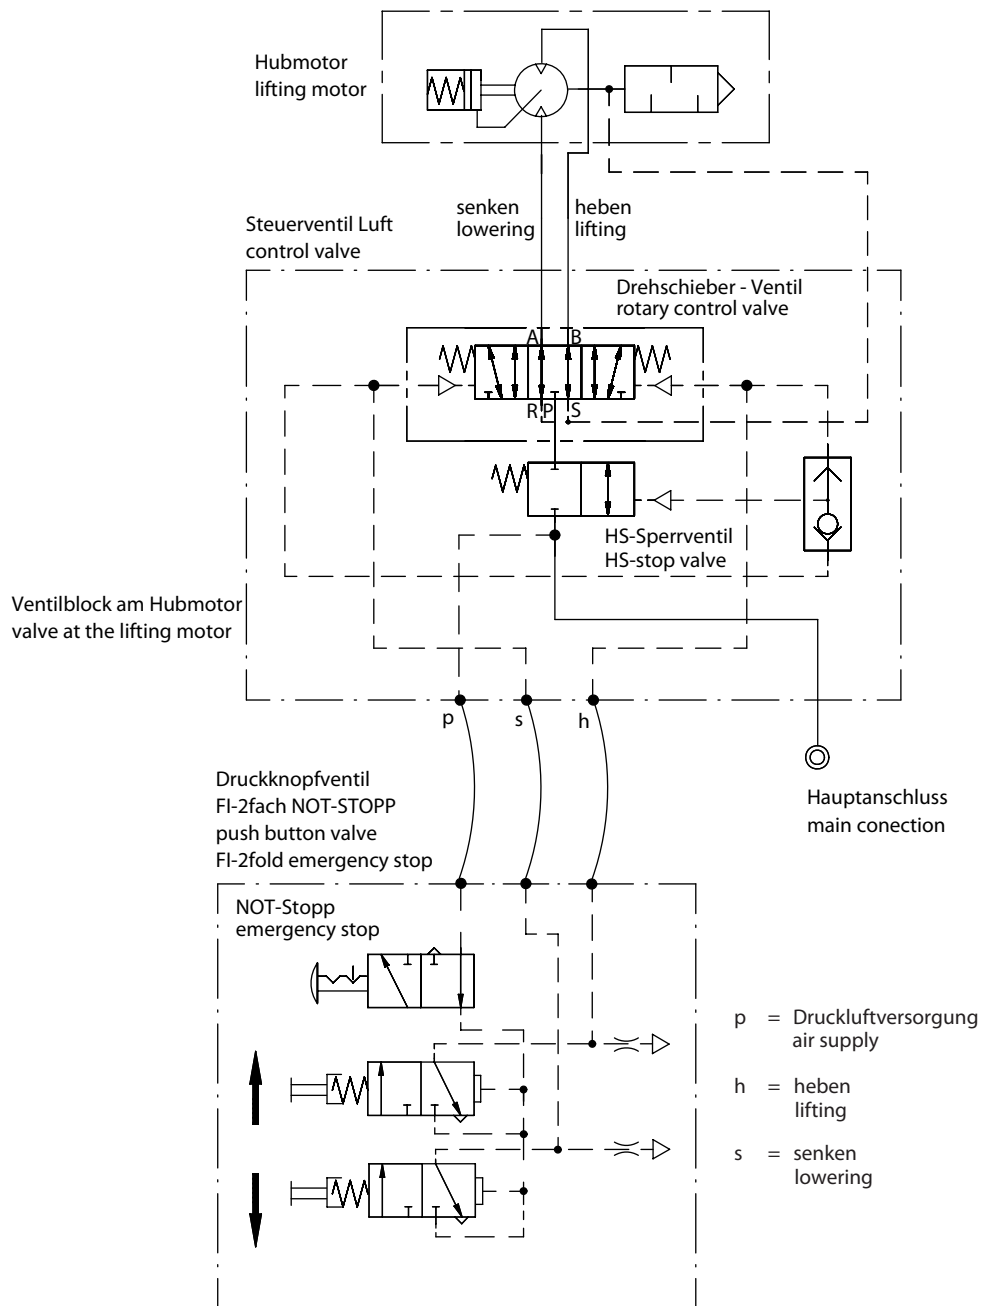 Hubmotor
lifting motor
senken
lowering
heben
lifting
Steuerventil Luft
control valve
Drehschieber - Ventil
rotary control valve
A
B
R
P
S
HS-Sperrventil
HS-stop valve
Ventilblock am Hubmotor
valve at the lifting motor
p
s
h
Hauptanschluss
main conection
Druckknopfventil
FI-2fach NOT-STOPP
push button valve
FI-2fold emergency stop
NOT-Stopp
emergency stop
p = Druckluftversorgung
air supply
h = heben
lifting
s = senken
lowering